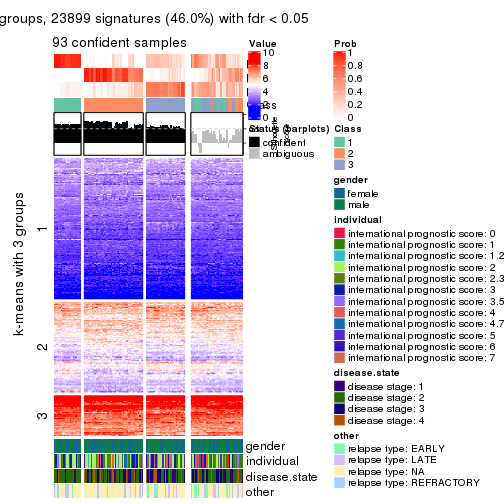 groups, 23899 signatures (46.0%) with fdr < 0.05
93 confident samples
k-means with 3 groups
1
2
3
gender
individual
disease.state
other
Value
10
8
6
4
2
0
Status (barplots)
confident
ambiguous
Prob
1
0.8
0.6
0.4
0.2
0
Class
1
2
3
gender
female
male
individual
international prognostic score: 0
international prognostic score: 1
international prognostic score: 1.2
international prognostic score: 2
international prognostic score: 2.3
international prognostic score: 3
international prognostic score: 3.5
international prognostic score: 4
international prognostic score: 4.7
international prognostic score: 5
international prognostic score: 6
international prognostic score: 7
disease.state
disease stage: 1
disease stage: 2
disease stage: 3
disease stage: 4
other
relapse type: EARLY
relapse type: LATE
relapse type: NA
relapse type: REFRACTORY